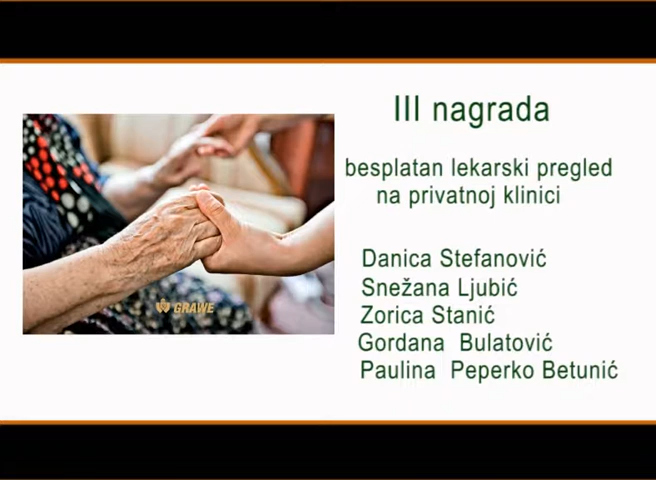 III nagrada
besplatan lekarski pregled
na privatnoj klinici
Danica Stefanović
Snežana Ljubić
Zorica Stanić
Gordana Bulatović
Paulina Peperko Betunić
GRAWE